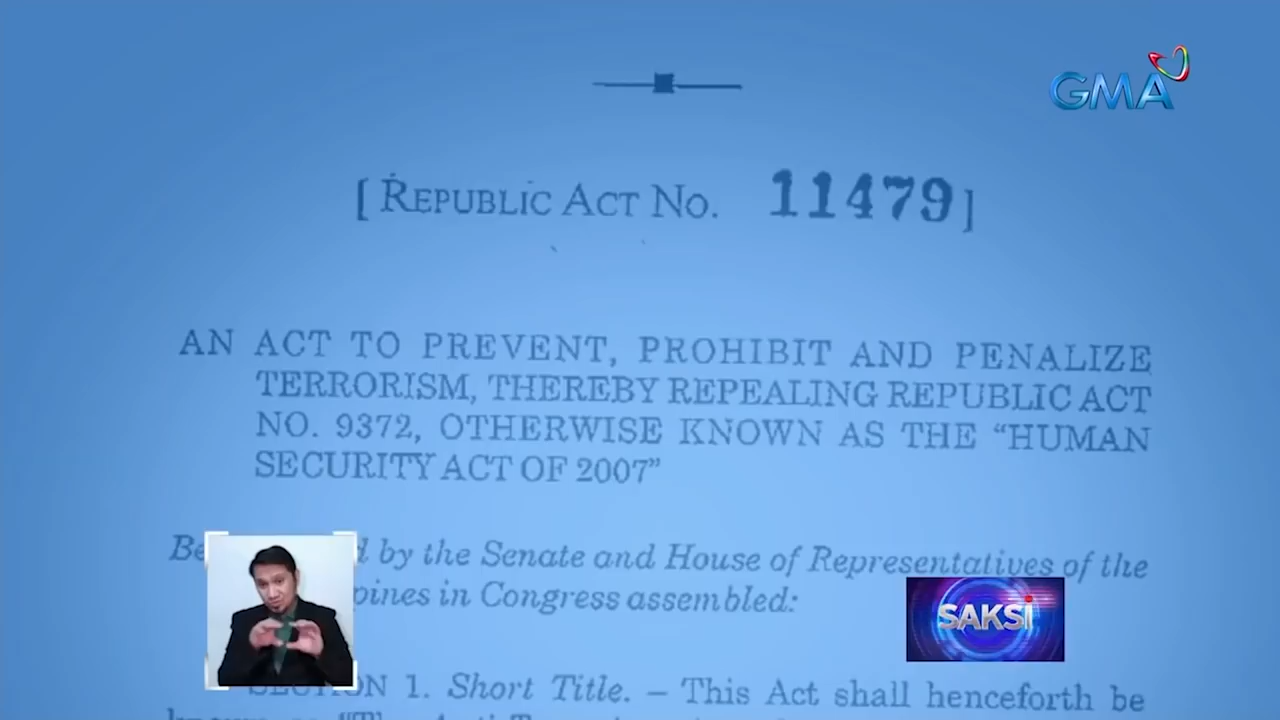 GMA
[ REPUBLIC ACT NO. 11479 ]
AN ACT TO PREVENT, PROHIBIT AND PENALIZE
TERRORISM, THEREBY REPEALING REPUBLIC ACT
NO. 9372, OTHERWISE KNOWN AS THE “HUMAN
SECURITY ACT OF 2007”
by the Senate and House of Representatives of the
in Congress assembled:
SAKSI
SECTION 1. Short Title. – This Act shall henceforth be